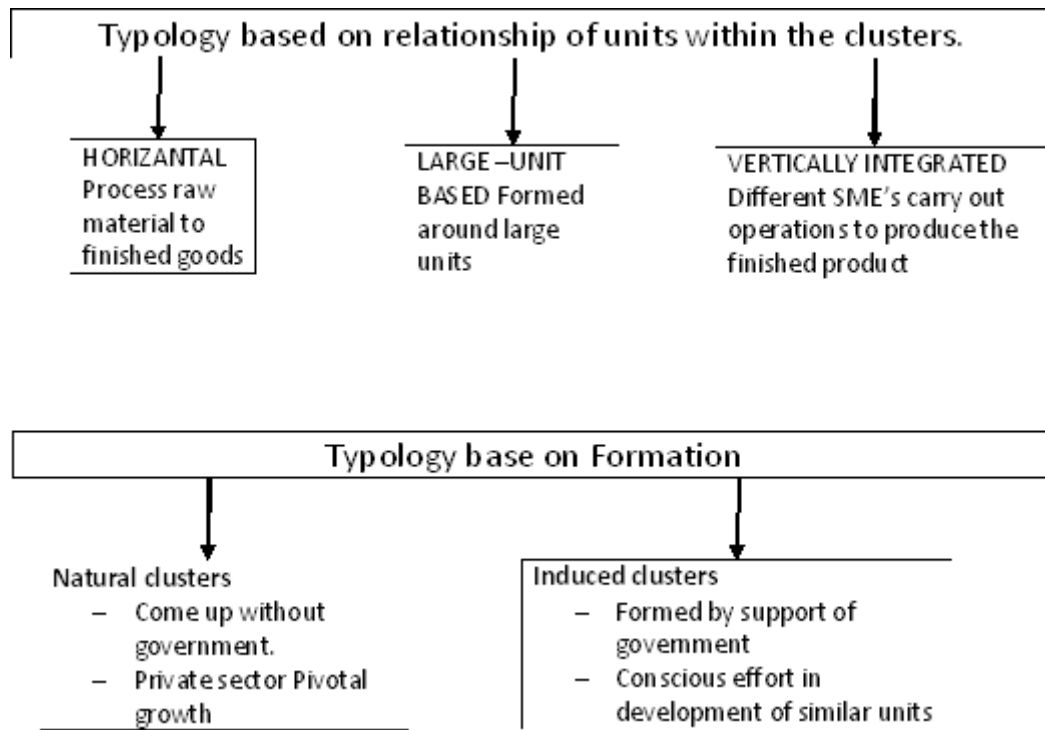 Typology based on relationship of units within the clusters.
HORIZANTAL
Process raw
material to
finished goods
LARGE –UNIT
BASED Formed
around large
units
VERTICALLY INTEGRATED
Different SME's carry out
operations to produce the
finished product
Typology base on Formation
Natural clusters
– Come up without
government.
– Private sector Pivotal
growth
Induced clusters
– Formed by support of
government
– Conscious effort in
development of similar units